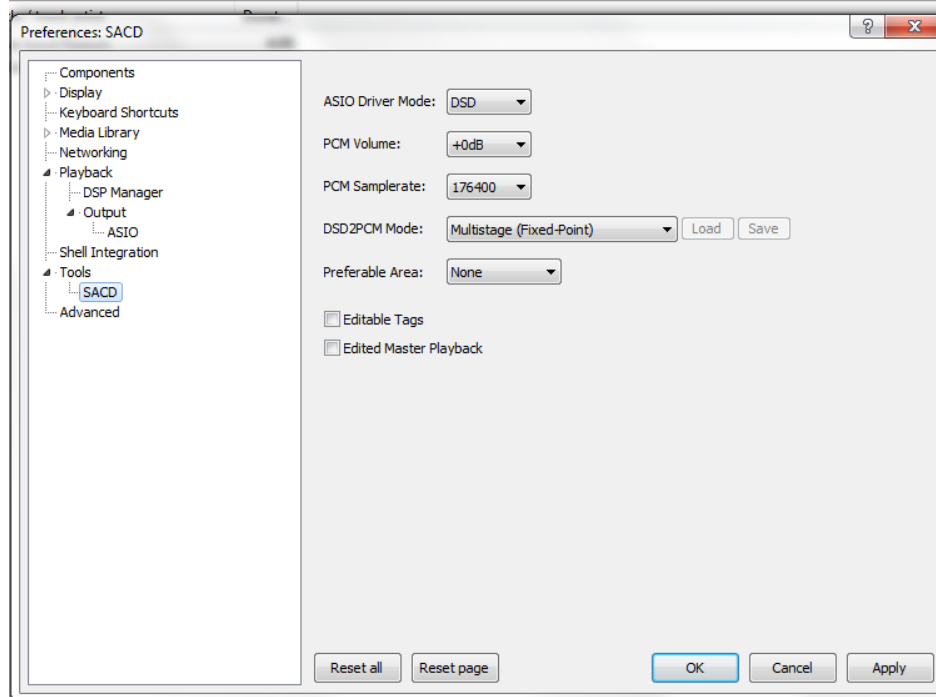 Preferences: SACD
Components
Display
Keyboard Shortcuts
Media Library
Networking
Playback
DSP Manager
Output
ASIO
Shell Integration
Tools
SACD
Advanced
ASIO Driver Mode: DSD
PCM Volume: +0dB
PCM Samplerate: 176400
DSD2PCM Mode: Multistage (Fixed-Point) Load Save
Preferable Area: None
Editable Tags
Edited Master Playback
Reset all Reset page OK Cancel Apply